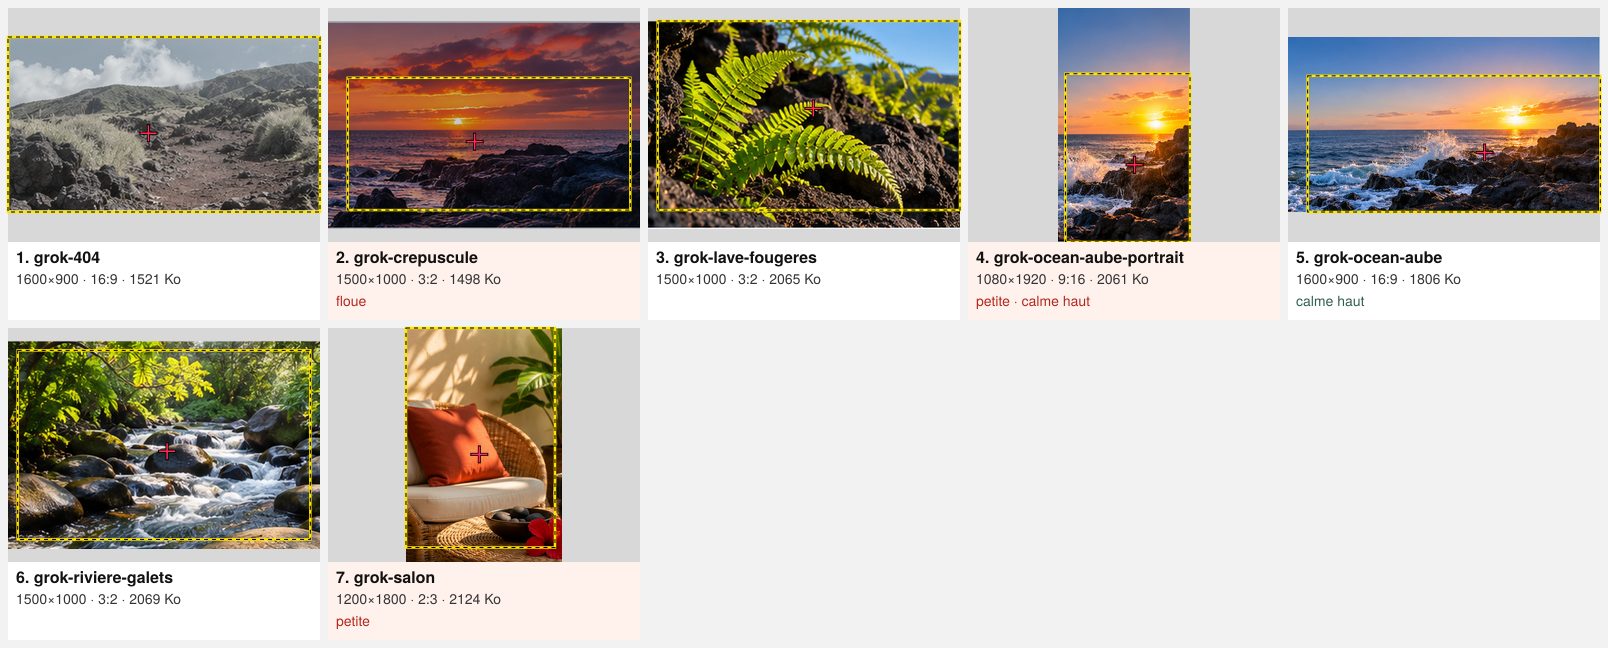 1. grok-404
1600×900 · 16:9 · 1521 Ko
2. grok-crepuscule
1500×1000 · 3:2 · 1498 Ko
floue
3. grok-lave-fougeres
1500×1000 · 3:2 · 2065 Ko
4. grok-ocean-aube-portrait
1080×1920 · 9:16 · 2061 Ko
petite · calme haut
5. grok-ocean-aube
1600×900 · 16:9 · 1806 Ko
calme haut
6. grok-riviere-galets
1500×1000 · 3:2 · 2069 Ko
7. grok-salon
1200×1800 · 2:3 · 2124 Ko
petite